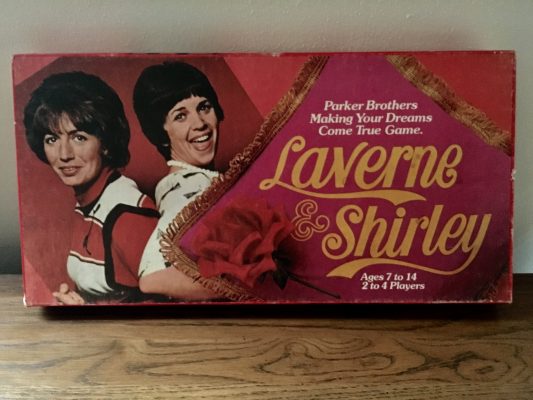 Parker Brothers
Making Your Dreams
Come True Game.
Laverne
& Shirley
Ages 7 to 14
2 to 4 Players